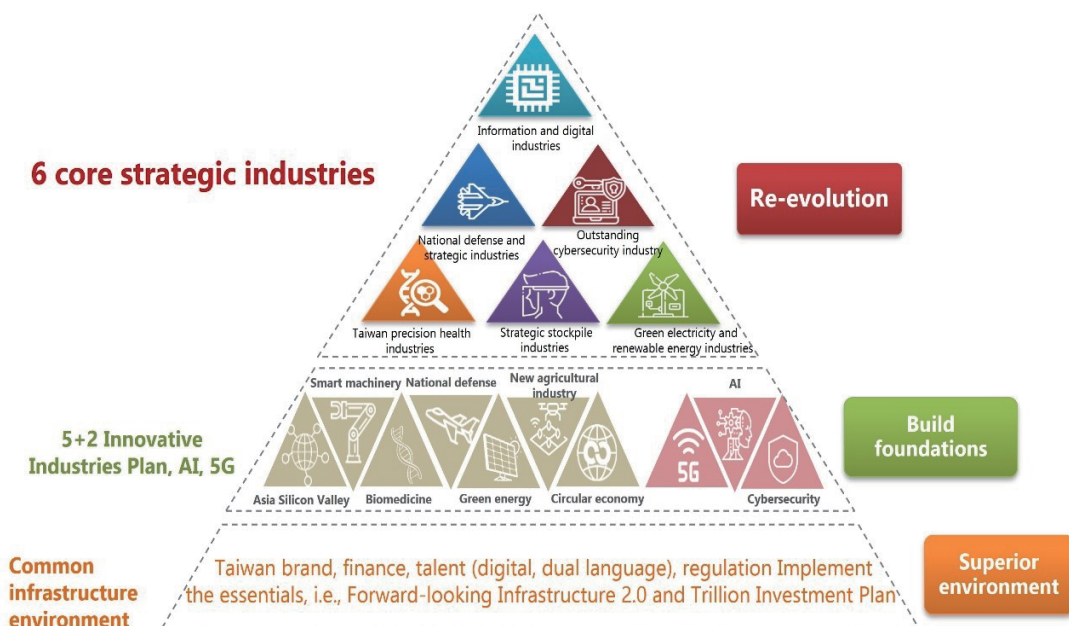 Information and digital
industries
6 core strategic industries
Re-evolution
National defense and
strategic industries
Outstanding
cybersecurity industry
Taiwan precision health
industries
Strategic stockpile
industries
Green electricity and
renewable energy industries
Smart machinery
National defense
New agricultural
industry
AI
5+2 Innovative
Industries Plan, AI, 5G
5G
Build
foundations
Asia Silicon Valley
Biomedicine
Green energy
Circular economy
Cybersecurity
Common
infrastructure
environment
Taiwan brand, finance, talent (digital, dual language), regulation Implement
the essentials, i.e., Forward-looking Infrastructure 2.0 and Trillion Investment Plan
Superior
environment